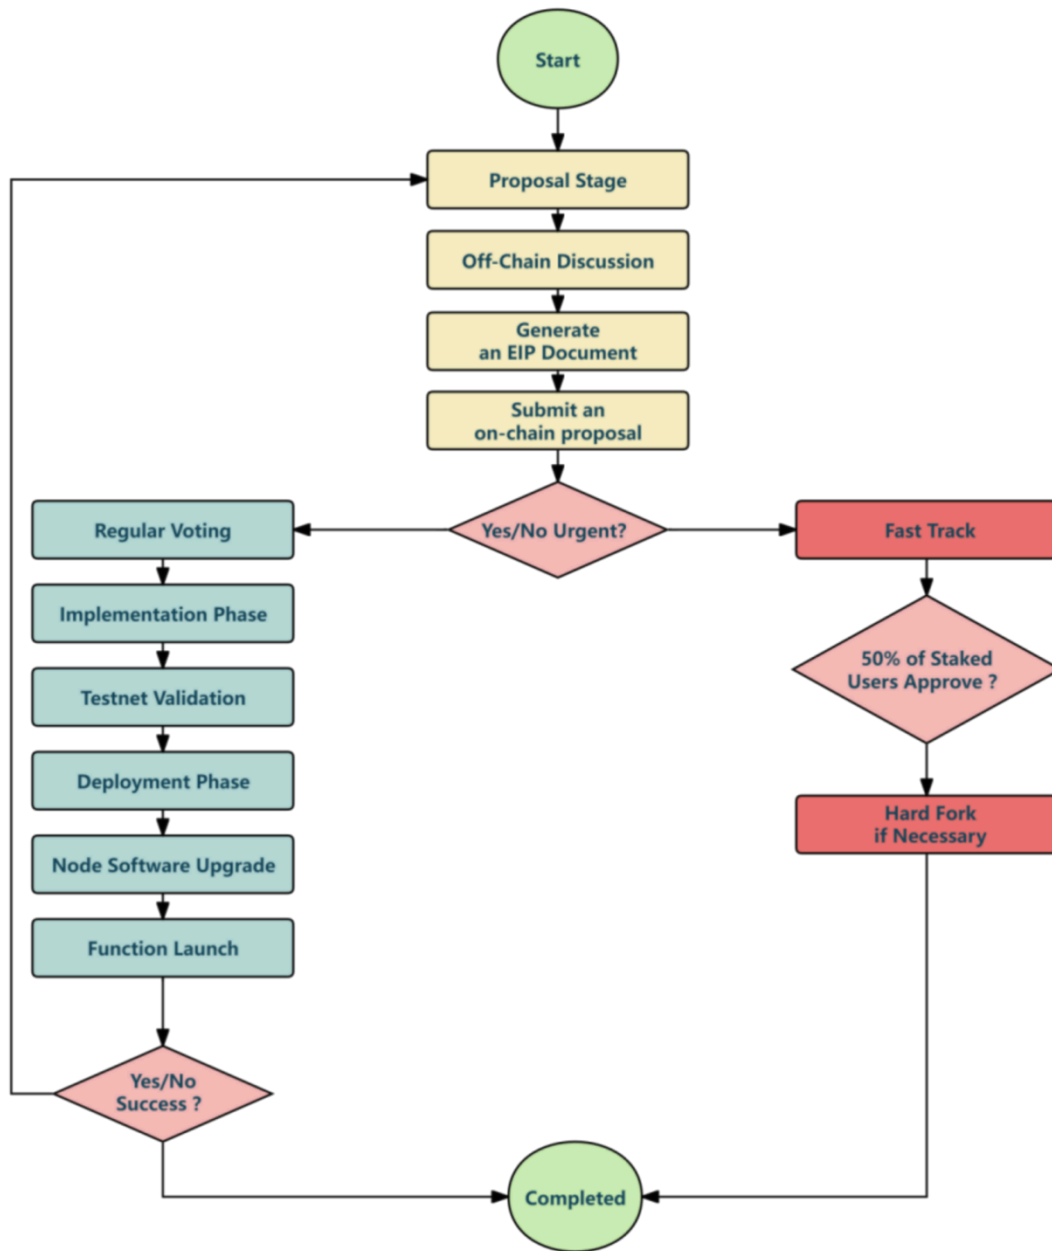 Start
Proposal Stage
Off-Chain Discussion
Generate
an EIP Document
Submit an
on-chain proposal
Regular Voting
Yes/No Urgent?
Fast Track
Implementation Phase
50% of Staked
Users Approve ?
Testnet Validation
Deployment Phase
Hard Fork
if Necessary
Node Software Upgrade
Function Launch
Yes/No
Success ?
Completed